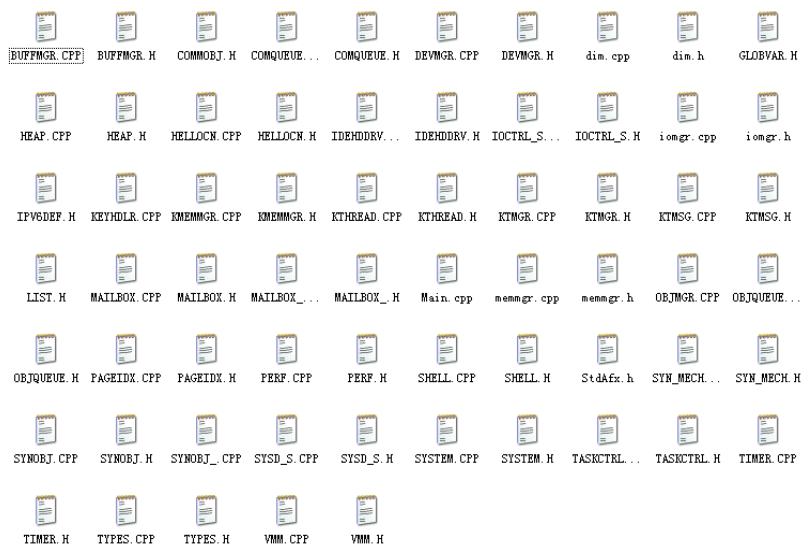 BUFFMGR.CPP BUFFMGR.H COMMOBJ.H COMQUEUE... COMQUEUE.H DEVMGR.CPP DEVMGR.H dim.cpp dim.h GLOBVAR.H
HEAP.CPP HEAP.H HELLOCN.CPP HELLOCN.H IDEHDDRV... IDEHDDRV.H IOCTRL_S... IOCTRL_S.H iomgr.cpp iomgr.h
IPV6DEF.H KEYHDLR.CPP KMEMMGR.CPP KMEMMGR.H KTHREAD.CPP KTHREAD.H KTMGR.CPP KTMGR.H KTMSG.CPP KTMSG.H
LIST.H MAILBOX.CPP MAILBOX.H MAILBOX_... MAILBOX_.H Main.cpp memmgr.cpp memmgr.h OBJMGR.CPP OBJQUEUE...
OBJQUEUE.H PAGEIDX.CPP PAGEIDX.H PERF.CPP PERF.H SHELL.CPP SHELL.H StdAfx.h SYN_MECH... SYN_MECH.H
SYNOBJ.CPP SYNOBJ.H SYNOBJ_.CPP SYSD_S.CPP SYSD_S.H SYSTEM.CPP SYSTEM.H TASKCTRL... TASKCTRL.H TIMER.CPP
TIMER.H TYPES.CPP TYPES.H VMM.CPP VMM.H